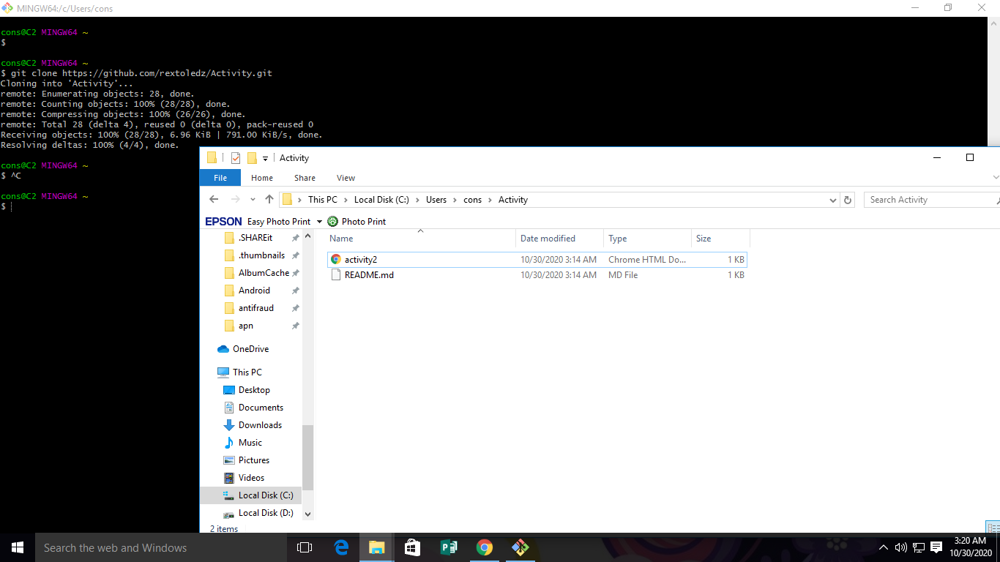 MINGW64:/c/Users/cons
cons@C2 MINGW64 ~
$
cons@C2 MINGW64 ~
$ git clone https://github.com/rextoledz/Activity.git
Cloning into 'Activity'...
remote: Enumerating objects: 28, done.
remote: Counting objects: 100% (28/28), done.
remote: Compressing objects: 100% (26/26), done.
remote: Total 28 (delta 4), reused 0 (delta 0), pack-reused 0
Receiving objects: 100% (28/28), 6.96 KiB | 791.00 KiB/s, done.
Resolving deltas: 100% (4/4), done.
cons@C2 MINGW64 ~
$ ^C
cons@C2 MINGW64 ~
$
Activity
File Home Share View
This PC > Local Disk (C:) > Users > cons > Activity
Search Activity
EPSON Easy Photo Print Photo Print
Name Date modified Type Size
activity2 10/30/2020 3:14 AM Chrome HTML Do... 1 KB
README.md 10/30/2020 3:14 AM MD File 1 KB
.SHAREit
.thumbnails
AlbumCache
Android
antifraud
apn
OneDrive
This PC
Desktop
Documents
Downloads
Music
Pictures
Videos
Local Disk (C:)
Local Disk (D:)
2 items
Search the web and Windows
3:20 AM
10/30/2020